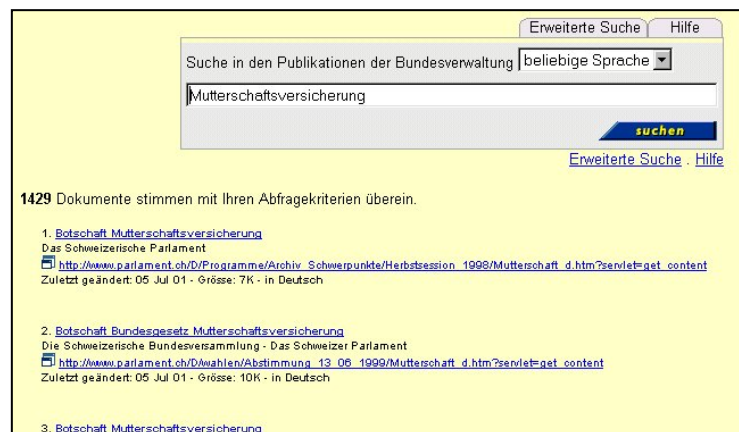 Erweiterte Suche Hilfe
Suche in den Publikationen der Bundesverwaltung beliebige Sprache
Mutterschaftsversicherung
suchen
Erweiterte Suche . Hilfe
1429 Dokumente stimmen mit Ihren Abfragekriterien überein.
1. Botschaft Mutterschaftsversicherung
Das Schweizerische Parlament
http://www.parlament.ch/D/Programme/Archiv_Schwerpunkte/Herbstsession_1998/Mutterschaft_d.htm?servlet=get_content
Zuletzt geändert: 05 Jul 01 - Grösse: 7K - in Deutsch
2. Botschaft Bundesgesetz Mutterschaftsversicherung
Die Schweizerische Bundesversammlung - Das Schweizer Parlament
http://www.parlament.ch/D/wahlen/Abstimmung_13_06_1999/Mutterschaft_d.htm?servlet=get_content
Zuletzt geändert: 05 Jul 01 - Grösse: 10K - in Deutsch
3. Botschaft Mutterschaftsversicherung